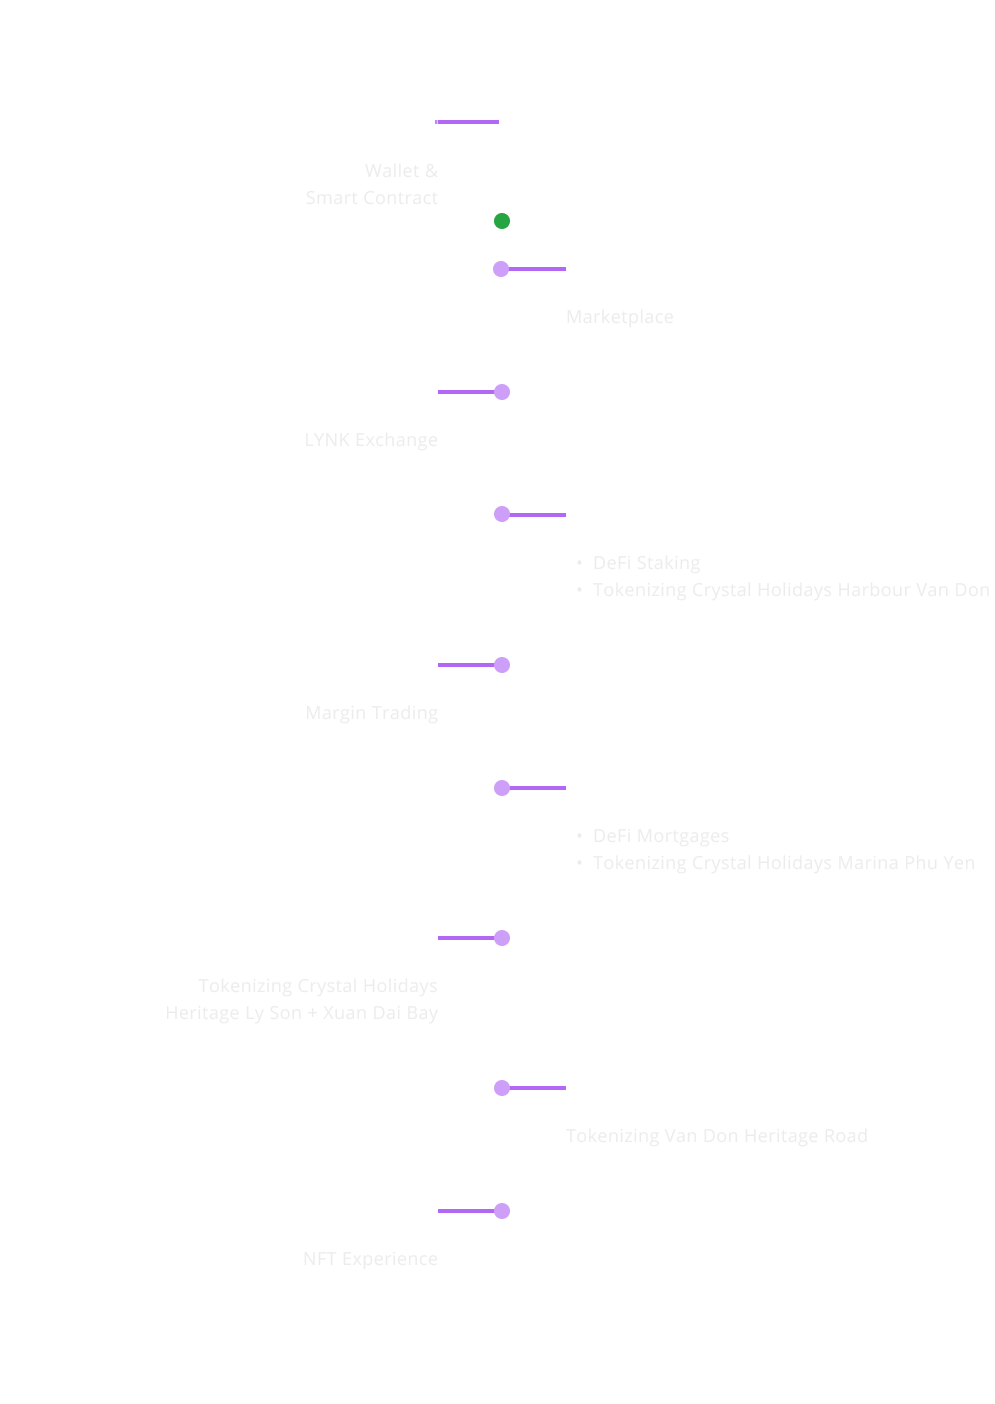 Wallet &
Smart Contract
Marketplace
LYNK Exchange
• DeFi Staking
• Tokenizing Crystal Holidays Harbour Van Don
Margin Trading
• DeFi Mortgages
• Tokenizing Crystal Holidays Marina Phu Yen
Tokenizing Crystal Holidays
Heritage Ly Son + Xuan Dai Bay
Tokenizing Van Don Heritage Road
NFT Experience